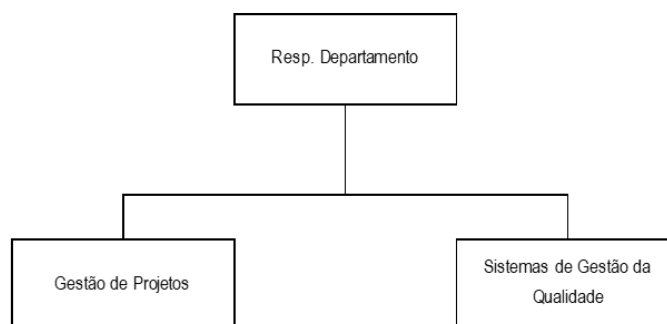 Resp. Departamento
Gestão de Projetos
Sistemas de Gestão da
Qualidade